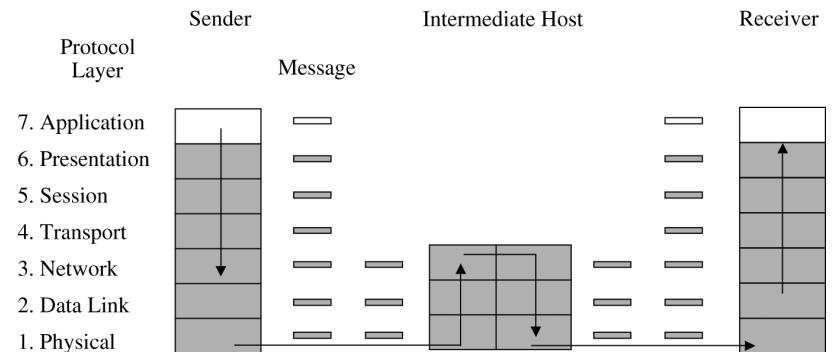 Sender
Intermediate Host
Receiver
Protocol
Layer
Message
7. Application
6. Presentation
5. Session
4. Transport
3. Network
2. Data Link
1. Physical